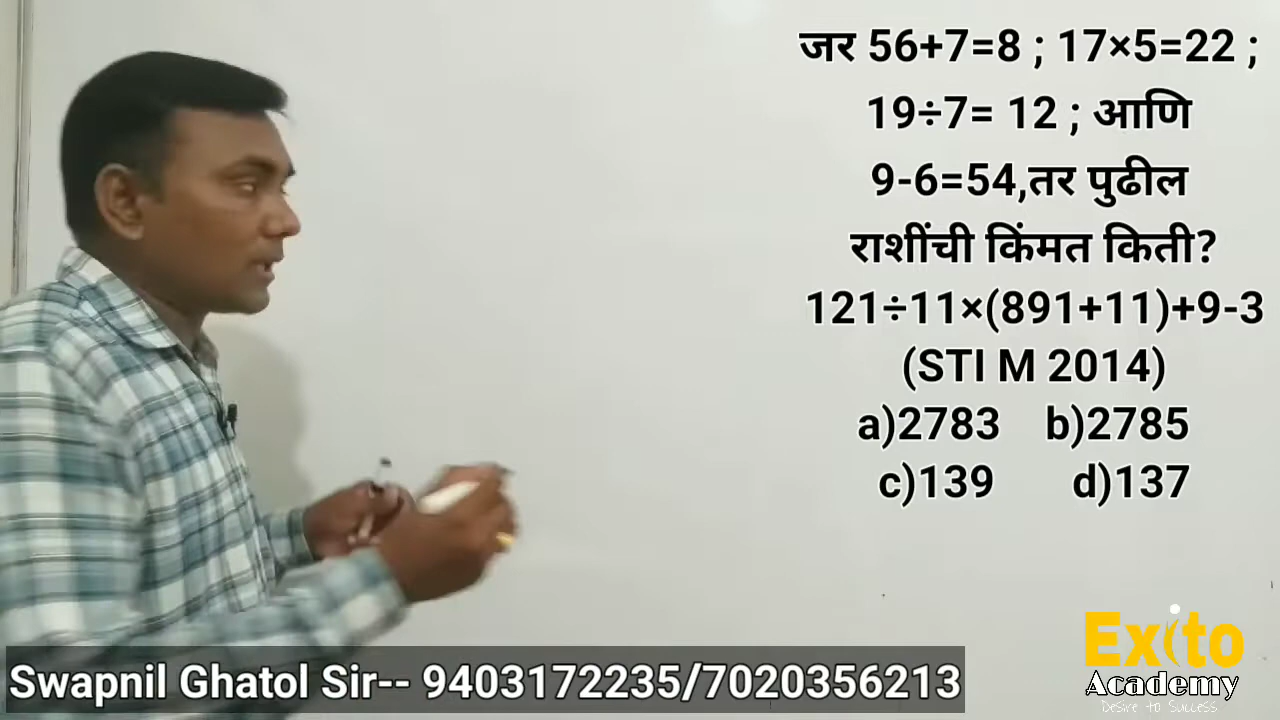 जर 56+7=8 ; 17×5=22 ;
19÷7= 12 ; आणि
9-6=54,तर पुढील
राशींची किंमत किती?
121÷11×(891+11)+9-3
(STI M 2014)
a)2783 b)2785
c)139 d)137
Swapnil Ghatol Sir-- 9403172235/7020356213
Exito
Academy
Desire to Success